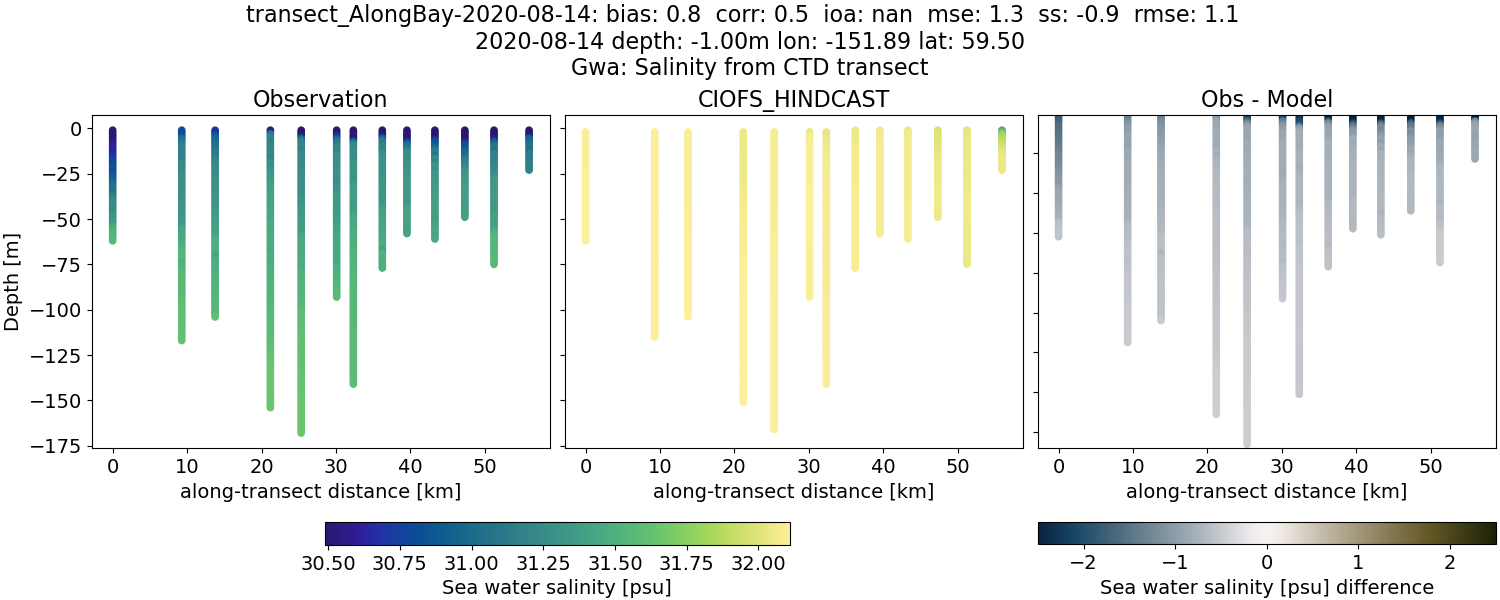 transect_AlongBay-2020-08-14: bias: 0.8  corr: 0.5  ioa: nan  mse: 1.3  ss: -0.9  rmse: 1.1
2020-08-14 depth: -1.00m lon: -151.89 lat: 59.50
Gwa: Salinity from CTD transect
Observation
CIOFS_HINDCAST
Obs - Model
Depth [m]
0
−25
−50
−75
−100
−125
−150
−175
0 10 20 30 40 50
0 10 20 30 40 50
0 10 20 30 40 50
along-transect distance [km]
along-transect distance [km]
along-transect distance [km]
30.50 30.75 31.00 31.25 31.50 31.75 32.00
Sea water salinity [psu]
−2 −1 0 1 2
Sea water salinity [psu] difference